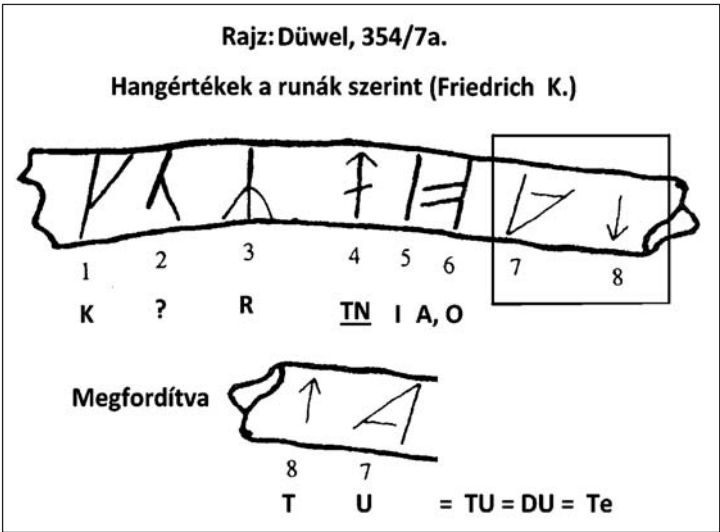 Rajz: Düwel, 354/7a.
Hangértékek a runák szerint (Friedrich K.)
1 2 3 4 5 6 7 8
K ? R TN I A, O
Megfordítva
8 7
T U = TU = DU = Te